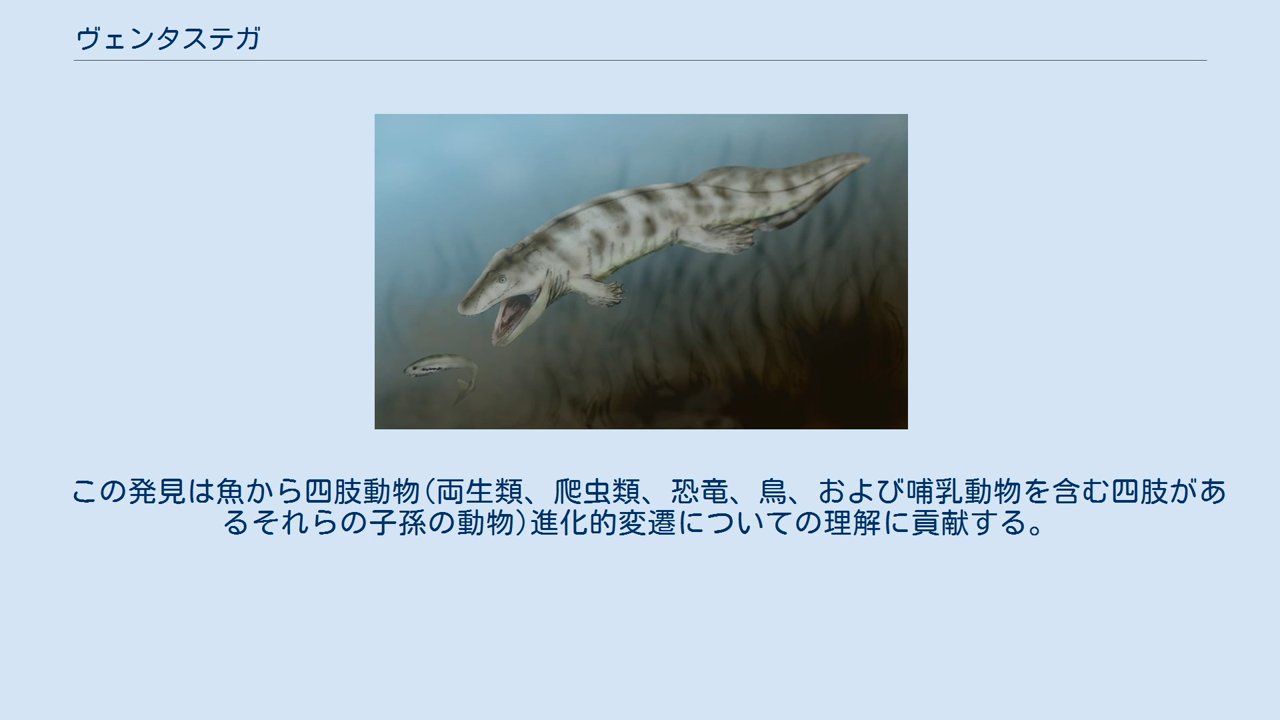 ヴェンタステガ
この発見は魚から四肢動物(両生類、爬虫類、恐竜、鳥、および哺乳動物を含む四肢があ
るそれらの子孫の動物)進化的変遷についての理解に貢献する。